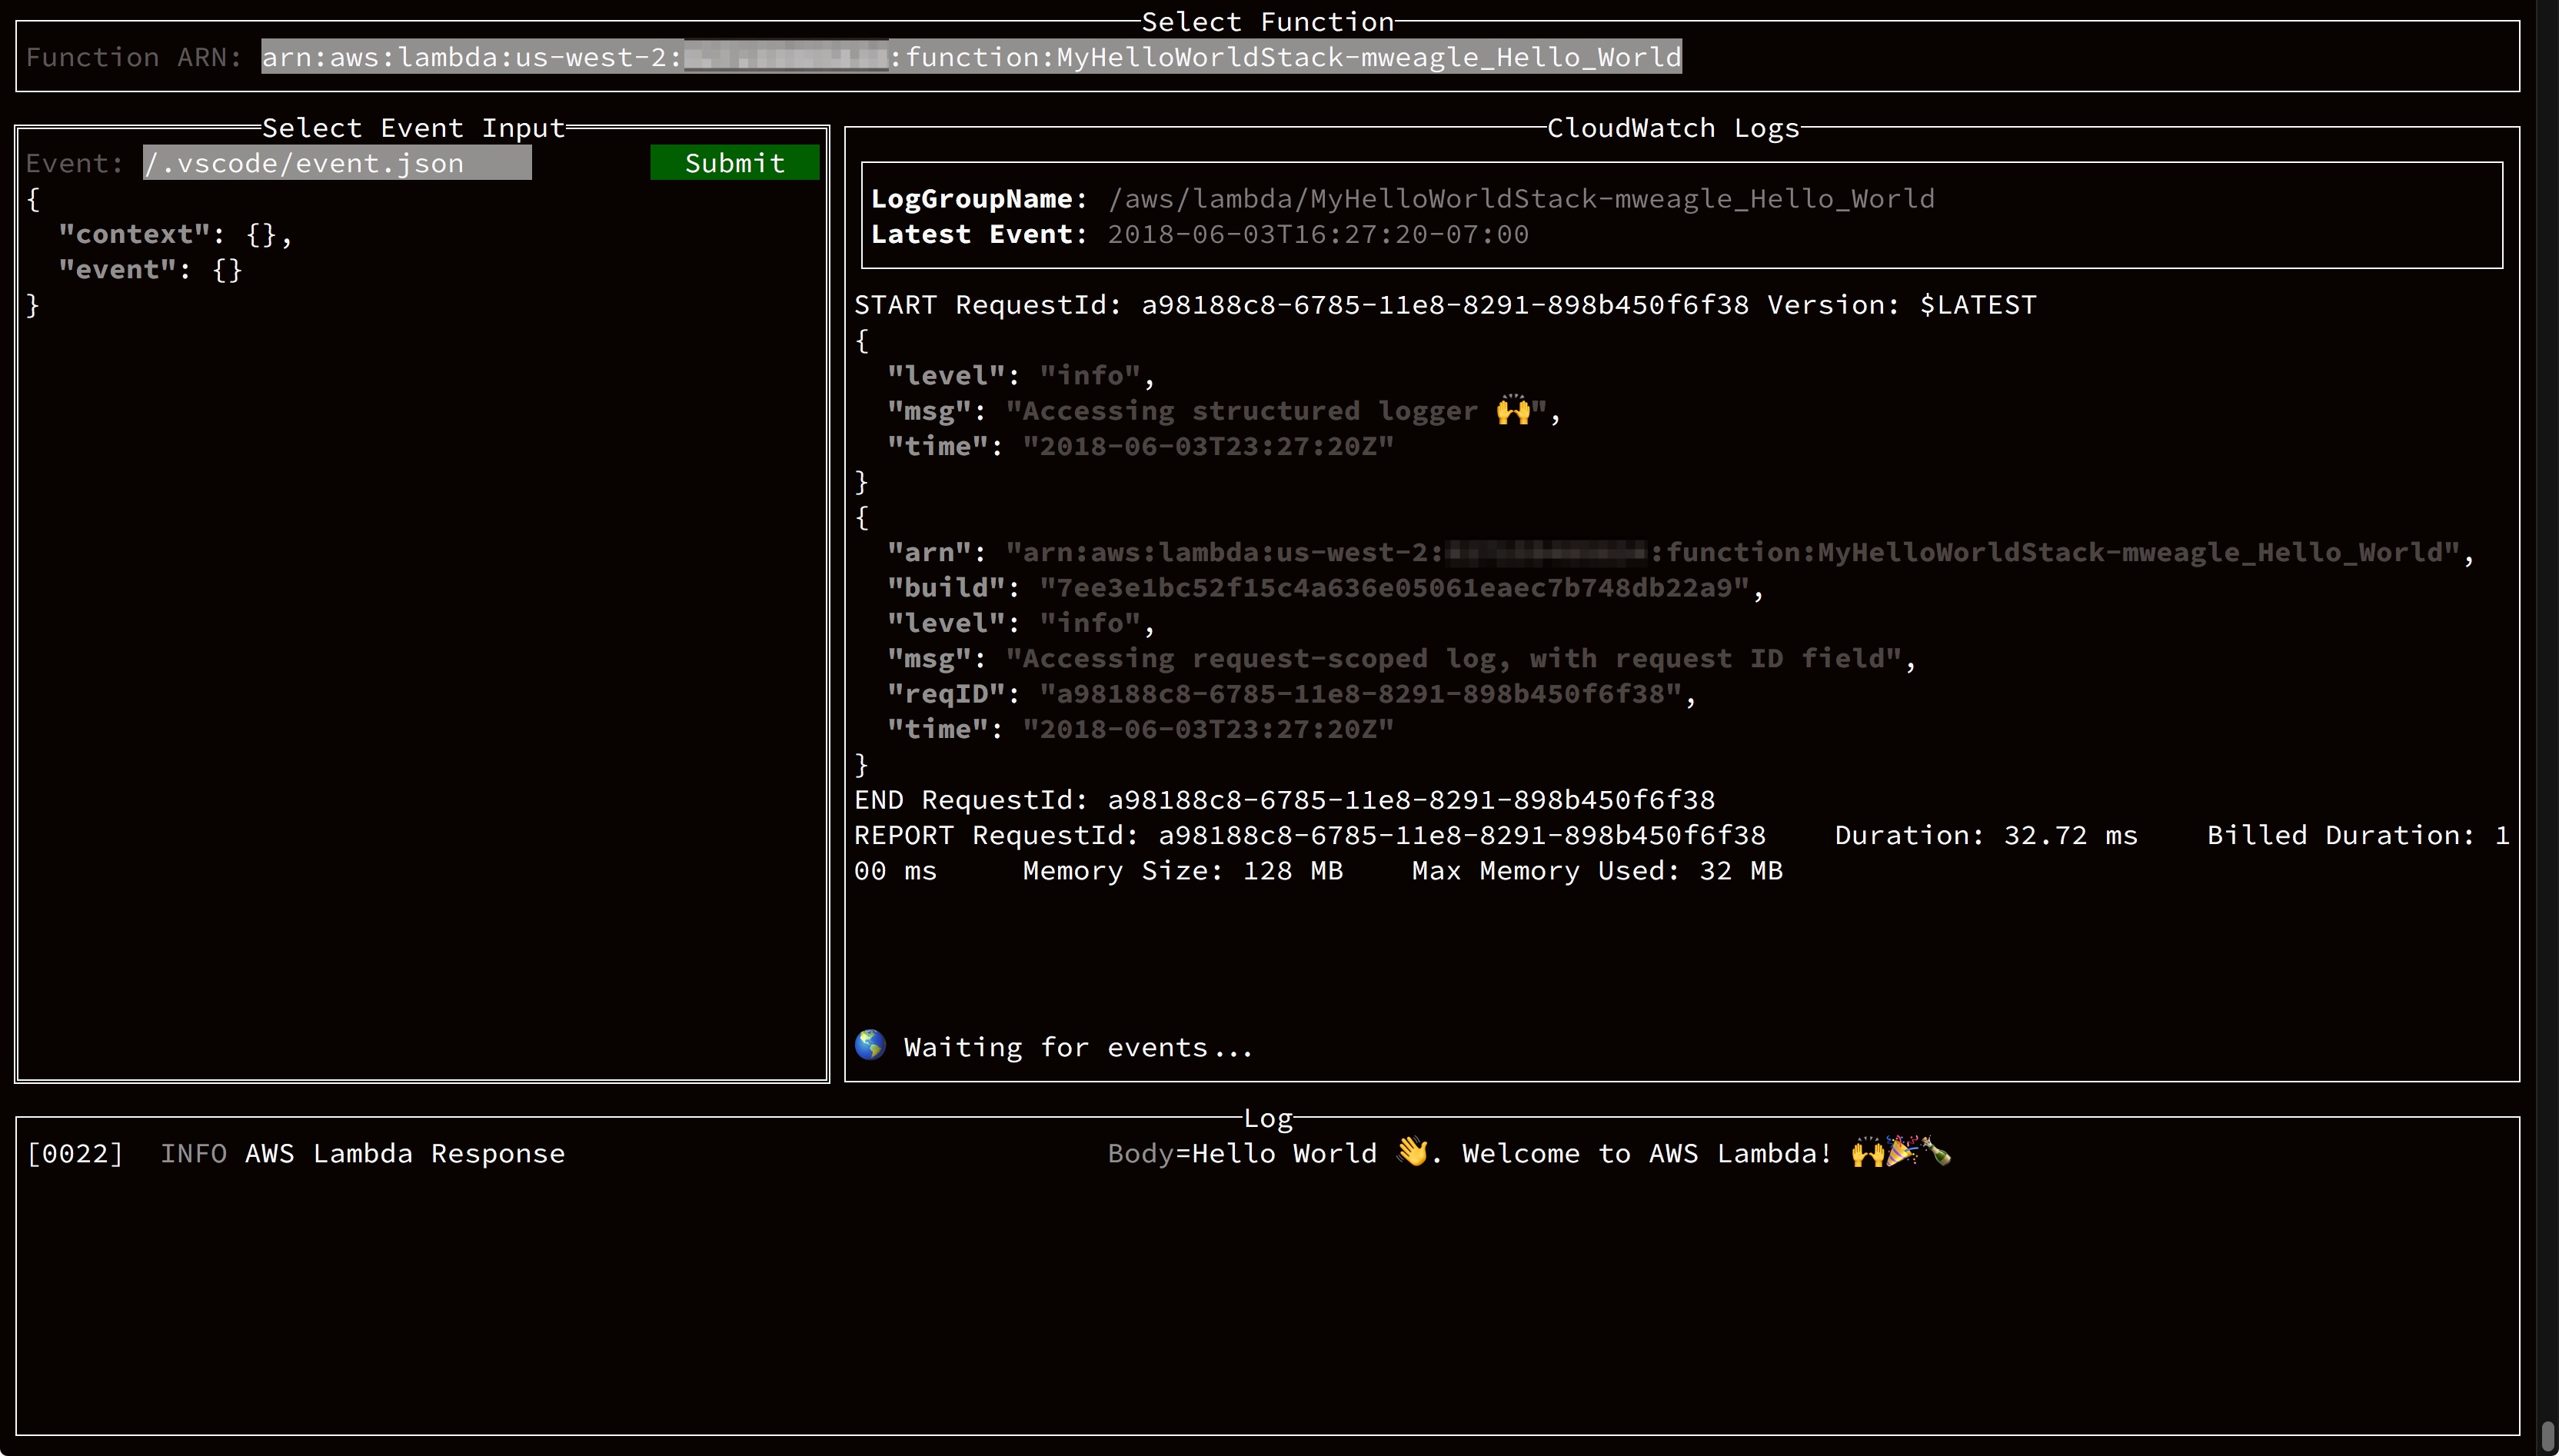 Select Function
Function ARN: arn:aws:lambda:us-west-2: :function:MyHelloWorldStack-mweagle_Hello_World
Select Event Input
Event: /.vscode/event.json Submit
{
"context": {},
"event": {}
}
CloudWatch Logs
LogGroupName: /aws/lambda/MyHelloWorldStack-mweagle_Hello_World
Latest Event: 2018-06-03T16:27:20-07:00
START RequestId: a98188c8-6785-11e8-8291-898b450f6f38 Version: $LATEST
{
"level": "info",
"msg": "Accessing structured logger 🙌",
"time": "2018-06-03T23:27:20Z"
}
{
"arn": "arn:aws:lambda:us-west-2: :function:MyHelloWorldStack-mweagle_Hello_World",
"build": "7ee3e1bc52f15c4a636e05061eaec7b748db22a9",
"level": "info",
"msg": "Accessing request-scoped log, with request ID field",
"reqID": "a98188c8-6785-11e8-8291-898b450f6f38",
"time": "2018-06-03T23:27:20Z"
}
END RequestId: a98188c8-6785-11e8-8291-898b450f6f38
REPORT RequestId: a98188c8-6785-11e8-8291-898b450f6f38 Duration: 32.72 ms Billed Duration: 1
00 ms Memory Size: 128 MB Max Memory Used: 32 MB
🌎 Waiting for events...
Log
[0022] INFO AWS Lambda Response Body=Hello World 👋. Welcome to AWS Lambda! 🙌🎉🍾